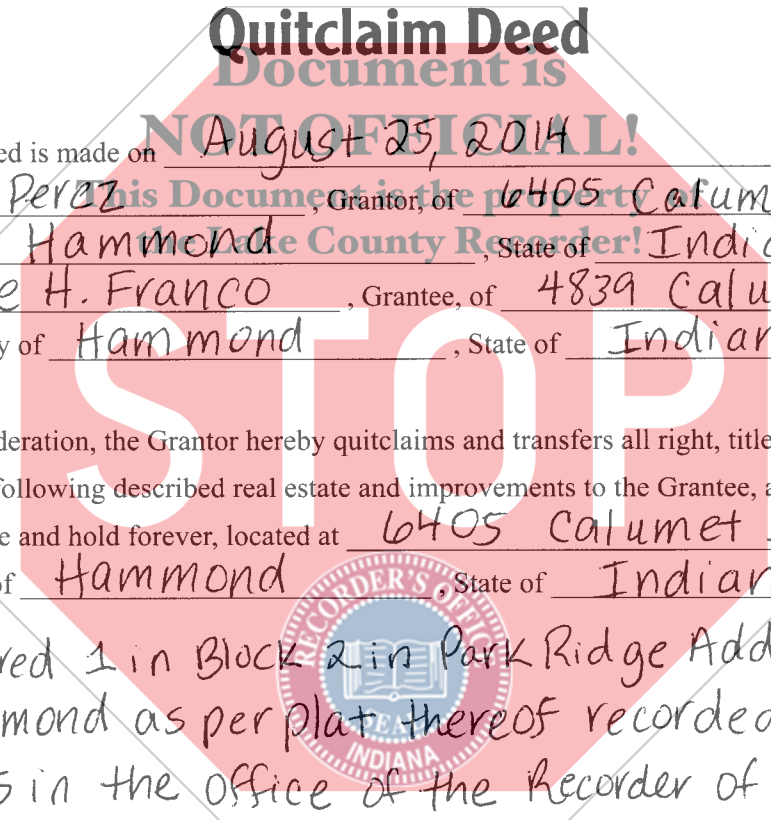 Quitclaim Deed
Document is
NOT OFFICIAL!
ed is made on August 25, 2014
This Document is the property
Perez, Grantor, of 6405 Calum
the Lake County Recorder!
Hammond, State of India
e H. Franco, Grantee, of 4839 Calu
y of Hammond, State of Indian
STOP
deration, the Grantor hereby quitclaims and transfers all right, title
following described real estate and improvements to the Grantee, a
e and hold forever, located at 6405 Calumet
of Hammond, State of Indian
RECORDER'S OFFICE
red 1 in Block 2 in Park Ridge Add
mond as per plat thereof recorded
SEAL
INDIANA
s in the office of the Recorder of